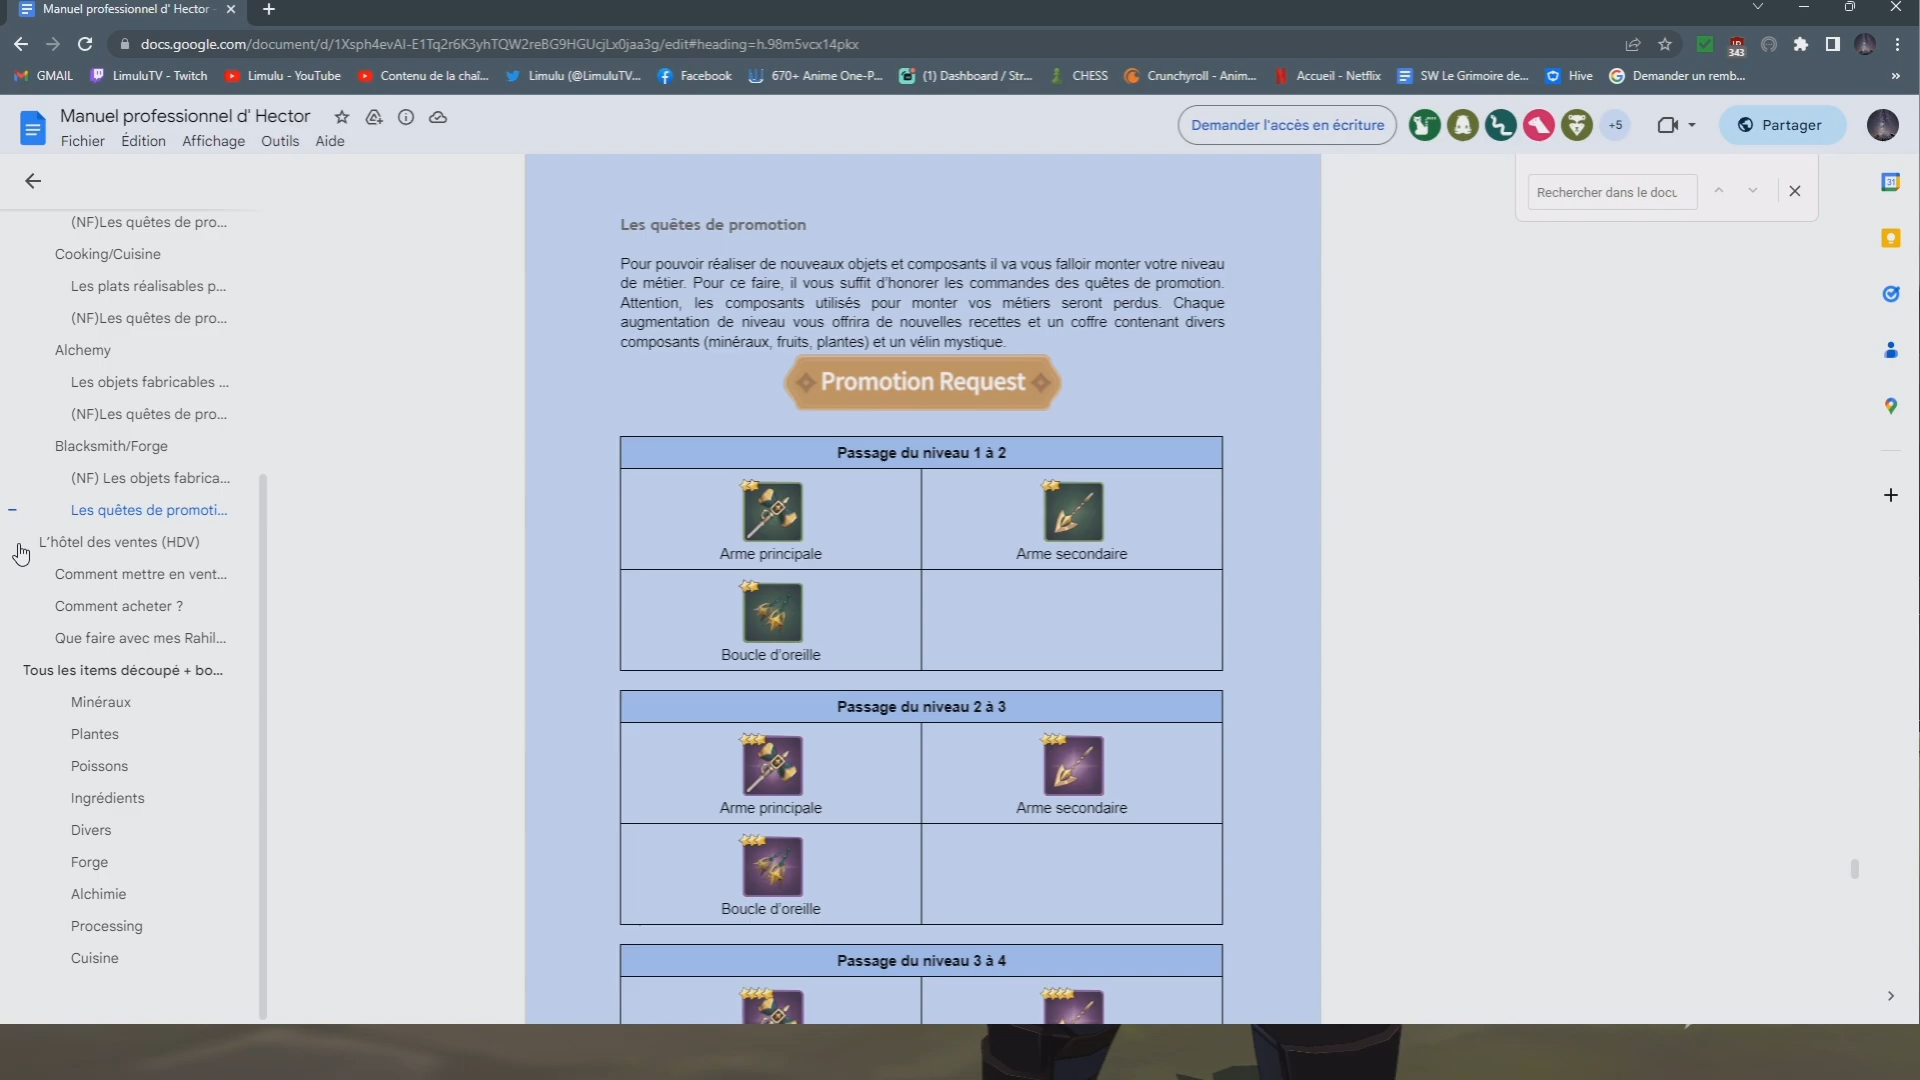 Manuel professionnel d' Hector -
docs.google.com/document/d/1Xsph4evAI-E1Tq2r6K3yhTQW2reBG9HGUcjLx0jaa3g/edit#heading=h.98m5vcx14pkx
343
GMAIL
LimuluTV - Twitch
Limulu - YouTube
Contenu de la chaî...
Limulu (@LimuluTV...
Facebook
670+ Anime One-P...
(1) Dashboard / Str...
CHESS
Crunchyroll - Anim...
Accueil - Netflix
SW Le Grimoire de...
Hive
Demander un remb...
»
Manuel professionnel d' Hector
Fichier Édition Affichage Outils Aide
Demander l'accès en écriture
+5
Partager
Rechercher dans le docu
31
(NF)Les quêtes de pro...
Cooking/Cuisine
Les plats réalisables p...
(NF)Les quêtes de pro...
Alchemy
Les objets fabricables ...
(NF)Les quêtes de pro...
Blacksmith/Forge
(NF) Les objets fabrica...
Les quêtes de promoti...
L'hôtel des ventes (HDV)
Comment mettre en vent...
Comment acheter ?
Que faire avec mes Rahil...
Tous les items découpé + bo...
Minéraux
Plantes
Poissons
Ingrédients
Divers
Forge
Alchimie
Processing
Cuisine
Les quêtes de promotion
Pour pouvoir réaliser de nouveaux objets et composants il va vous falloir monter votre niveau
de métier. Pour ce faire, il vous suffit d'honorer les commandes des quêtes de promotion.
Attention, les composants utilisés pour monter vos métiers seront perdus. Chaque
augmentation de niveau vous offrira de nouvelles recettes et un coffre contenant divers
composants (minéraux, fruits, plantes) et un vélin mystique.
Promotion Request
Passage du niveau 1 à 2
Arme principale
Arme secondaire
Boucle d'oreille
Passage du niveau 2 à 3
Arme principale
Arme secondaire
Boucle d'oreille
Passage du niveau 3 à 4